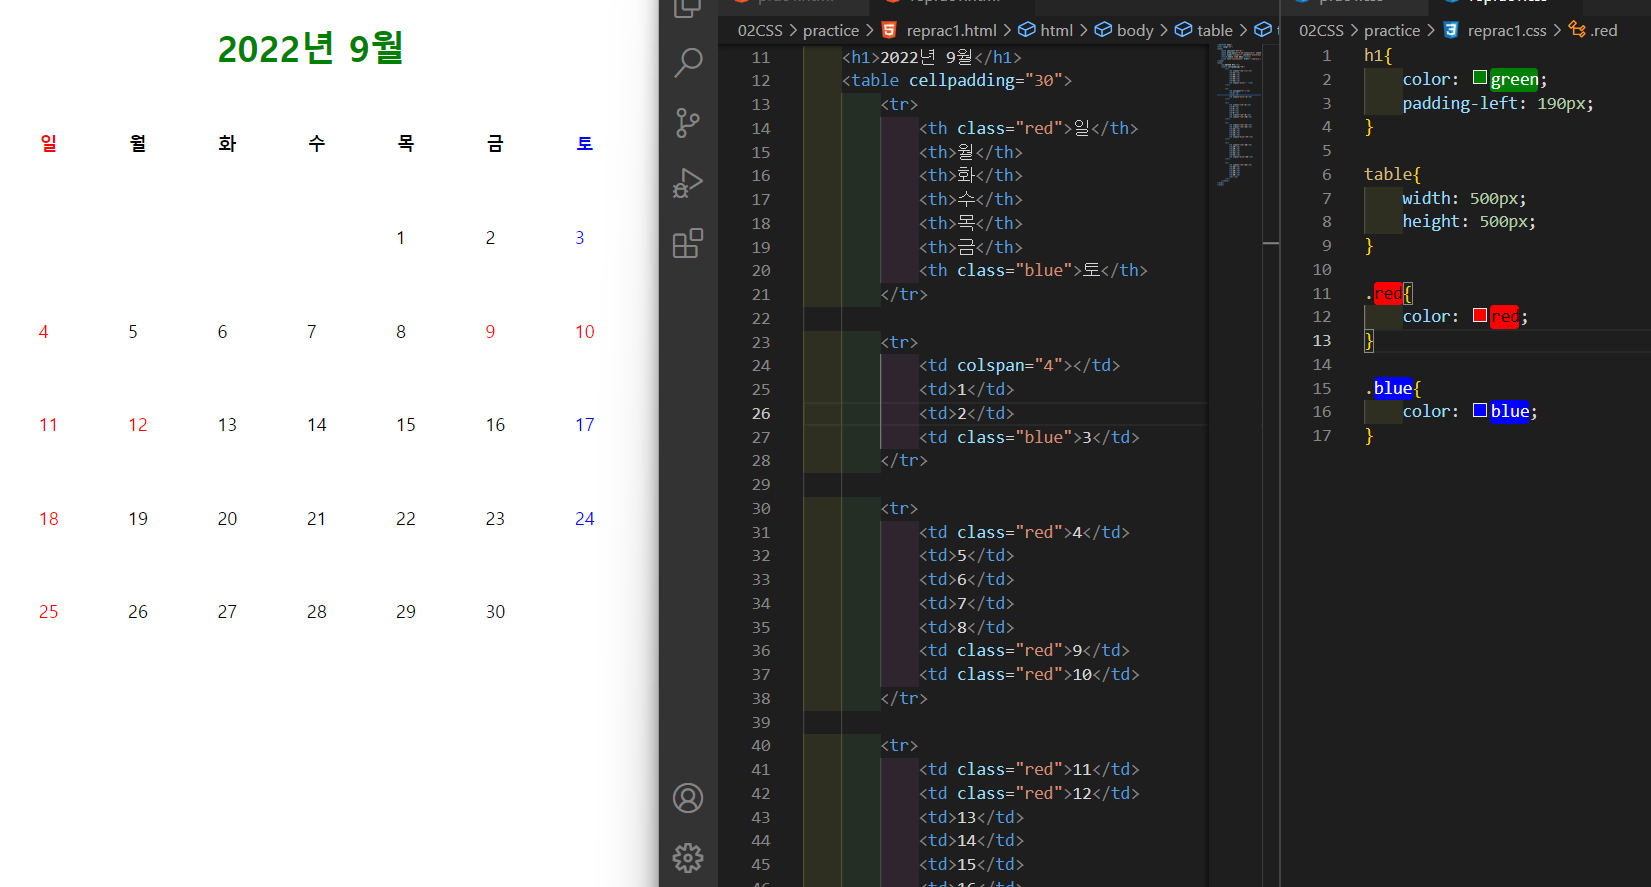 2022년 9월
일 월 화 수 목 금 토
1 2 3
4 5 6 7 8 9 10
11 12 13 14 15 16 17
18 19 20 21 22 23 24
25 26 27 28 29 30
02CSS > practice > reprac1.html > html > body > table >
11 <h1>2022년 9월</h1>
12 <table cellpadding="30">
13 <tr>
14 <th class="red">일</th>
15 <th>월</th>
16 <th>화</th>
17 <th>수</th>
18 <th>목</th>
19 <th>금</th>
20 <th class="blue">토</th>
21 </tr>
22
23 <tr>
24 <td colspan="4"></td>
25 <td>1</td>
26 <td>2</td>
27 <td class="blue">3</td>
28 </tr>
29
30 <tr>
31 <td class="red">4</td>
32 <td>5</td>
33 <td>6</td>
34 <td>7</td>
35 <td>8</td>
36 <td class="red">9</td>
37 <td class="red">10</td>
38 </tr>
39
40 <tr>
41 <td class="red">11</td>
42 <td class="red">12</td>
43 <td>13</td>
44 <td>14</td>
45 <td>15</td>
02CSS > practice > reprac1.css > .red
1 h1{
2 color: green;
3 padding-left: 190px;
4 }
5
6 table{
7 width: 500px;
8 height: 500px;
9 }
10
11 .red{
12 color: red;
13 }
14
15 .blue{
16 color: blue;
17 }